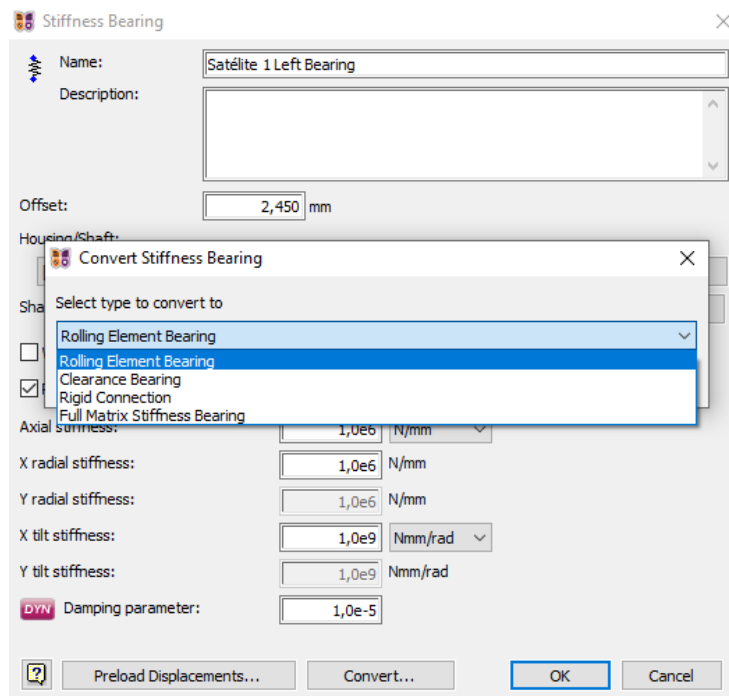 Stiffness Bearing
Name:
Satélite 1 Left Bearing
Description:
Offset:
2,450 mm
Housing/Shaft:
Convert Stiffness Bearing
Sha
Select type to convert to
Rolling Element Bearing
Rolling Element Bearing
Clearance Bearing
Rigid Connection
Full Matrix Stiffness Bearing
Axial stiffness:
1,0e6 N/mm
X radial stiffness:
1,0e6 N/mm
Y radial stiffness:
1,0e6 N/mm
X tilt stiffness:
1,0e9 Nmm/rad
Y tilt stiffness:
1,0e9 Nmm/rad
DYN Damping parameter:
1,0e-5
Preload Displacements... Convert... OK Cancel